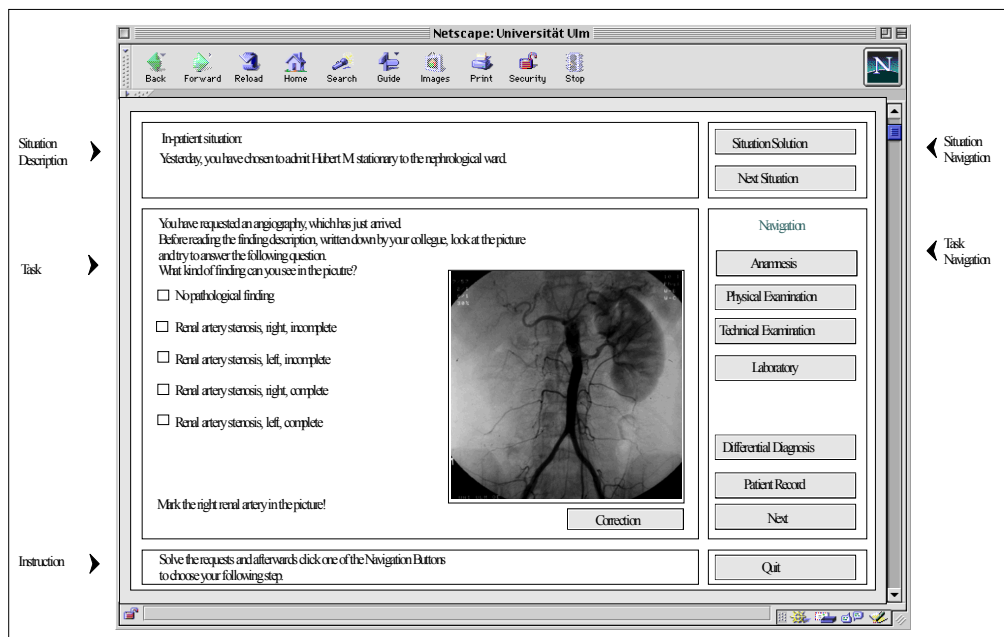 Netscape: Universität Ulm
Back Forward Reload Home Search Guide Images Print Security Stop
N
Situation
Description
In-patient situation:
Yesterday, you have chosen to admit Hubert M. stationary to the nephrological ward.
Situation Solution
Next Situation
Situation
Navigation
Task
You have requested an angiography, which has just arrived.
Before reading the finding description, written down by your collegue, look at the picture
and try to answer the following question.
What kind of finding can you see in the picutre?
No pathological finding
Renal artery stenosis, right, incomplete
Renal artery stenosis, left, incomplete
Renal artery stenosis, right, complete
Renal artery stenosis, left, complete
Mark the right renal artery in the picture!
Correction
Navigation
Anamnesis
Physical Examination
Technical Examination
Laboratory
Differential Diagnosis
Patient Record
Next
Task
Navigation
Instruction
Solve the requests and afterwards click one of the Navigation Buttons
to choose your following step.
Quit